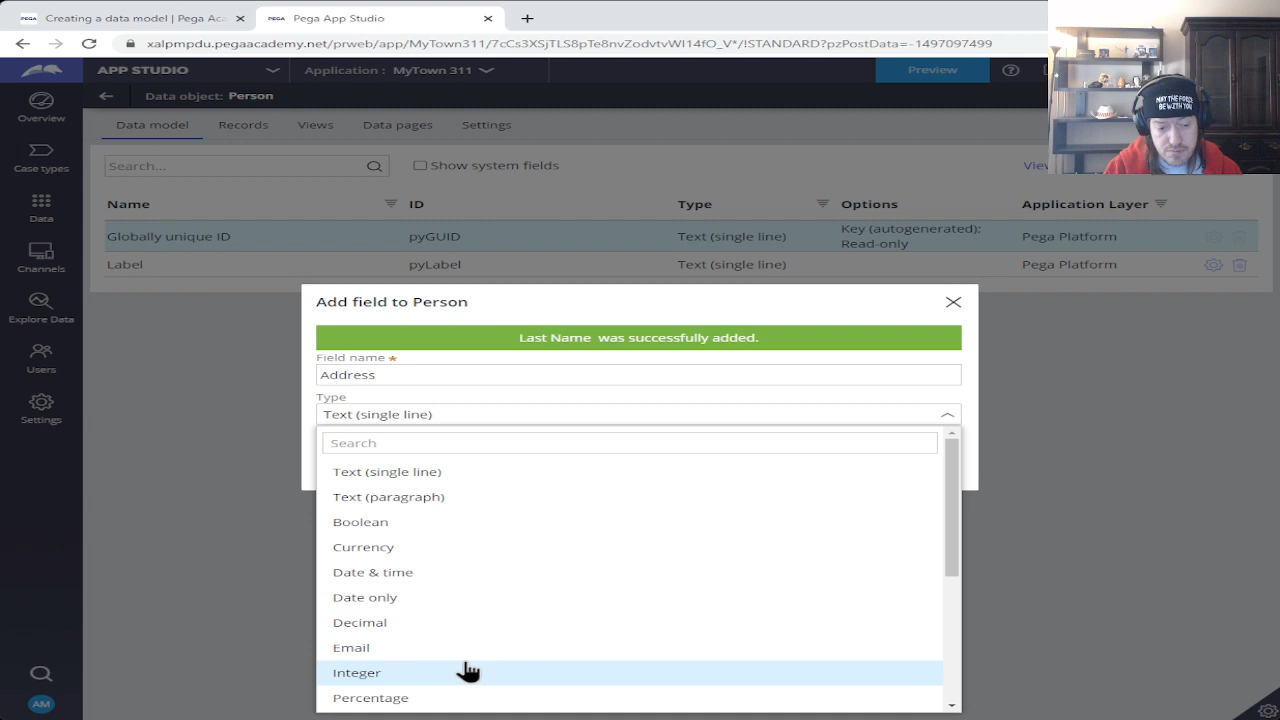 PEGA Creating a data model | Pega Aca
PEGA Pega App Studio
xalpmpdu.pegaacademy.net/prweb/app/MyTown311/7cCs3XSjTLS8pTe8nvZodvtvWI14fO_V*/!STANDARD?pzPostData=-1497097499
APP STUDIO
Application : MyTown 311
Preview
Data object: Person
Overview
Case types
Data
Channels
Explore Data
Users
Settings
AM
Data model Records Views Data pages Settings
Search... Show system fields
Name ID Type Options Application Layer
Globally unique ID pyGUID Text (single line) Key (autogenerated); Read-only Pega Platform
Label pyLabel Text (single line) Pega Platform
MAY THE FORCE
BE WITH YOU
Add field to Person
Last Name was successfully added.
Field name *
Address
Type
Text (single line)
Search
Text (single line)
Text (paragraph)
Boolean
Currency
Date & time
Date only
Decimal
Email
Integer
Percentage